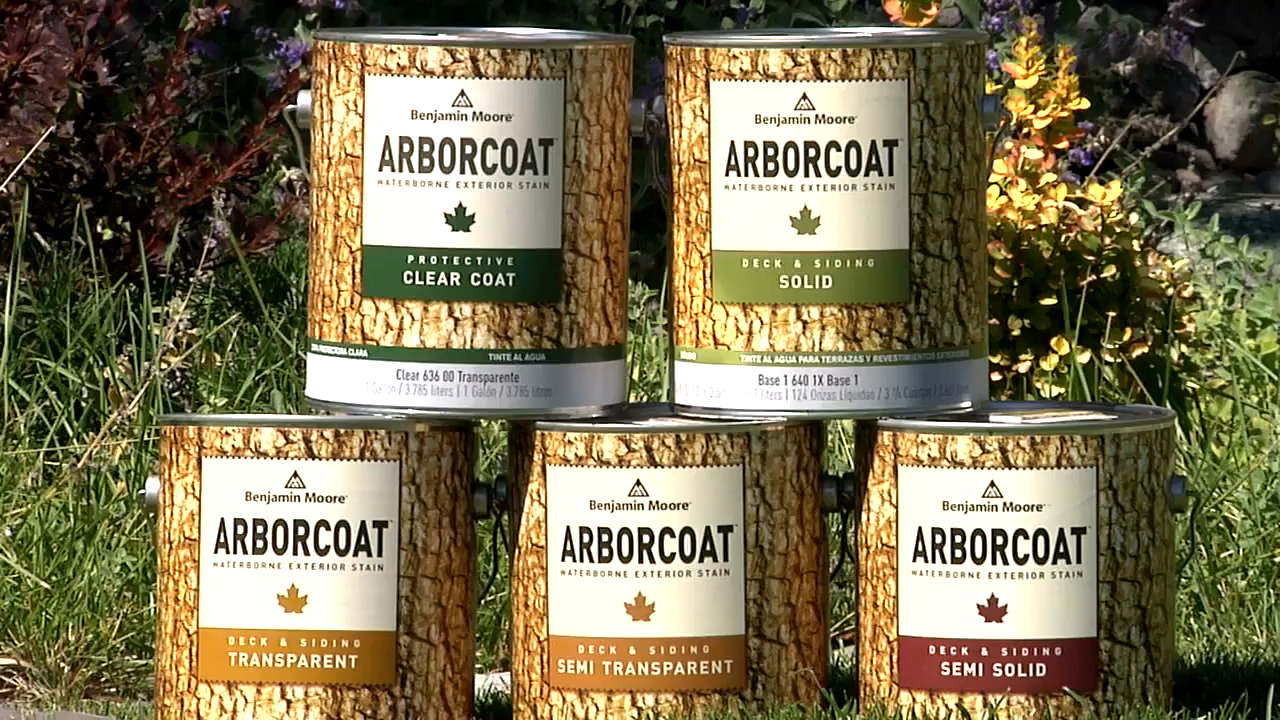 Benjamin Moore
ARBORCOAT
WATERBORNE EXTERIOR STAIN
PROTECTIVE
CLEAR COAT
PROTECTORA CLARA
TINTE AL AGUA
Clear 636 00 Transparente
1 Gallon / 3.785 liters | 1 Galón / 3.785 litros
Benjamin Moore
ARBORCOAT
WATERBORNE EXTERIOR STAIN
DECK & SIDING
SOLID
TINTE AL AGUA PARA TERRAZAS Y REVESTIMIENTOS EXTERIORES
Base 1 640 1X Base 1
liters | 124 Onzas Líquidas / 3
Benjamin Moore
ARBORCOAT
WATERBORNE EXTERIOR STAIN
DECK & SIDING
TRANSPARENT
Benjamin Moore
ARBORCOAT
WATERBORNE EXTERIOR STAIN
DECK & SIDING
SEMI TRANSPARENT
Benjamin Moore
ARBORCOAT
WATERBORNE EXTERIOR STAIN
DECK & SIDING
SEMI SOLID